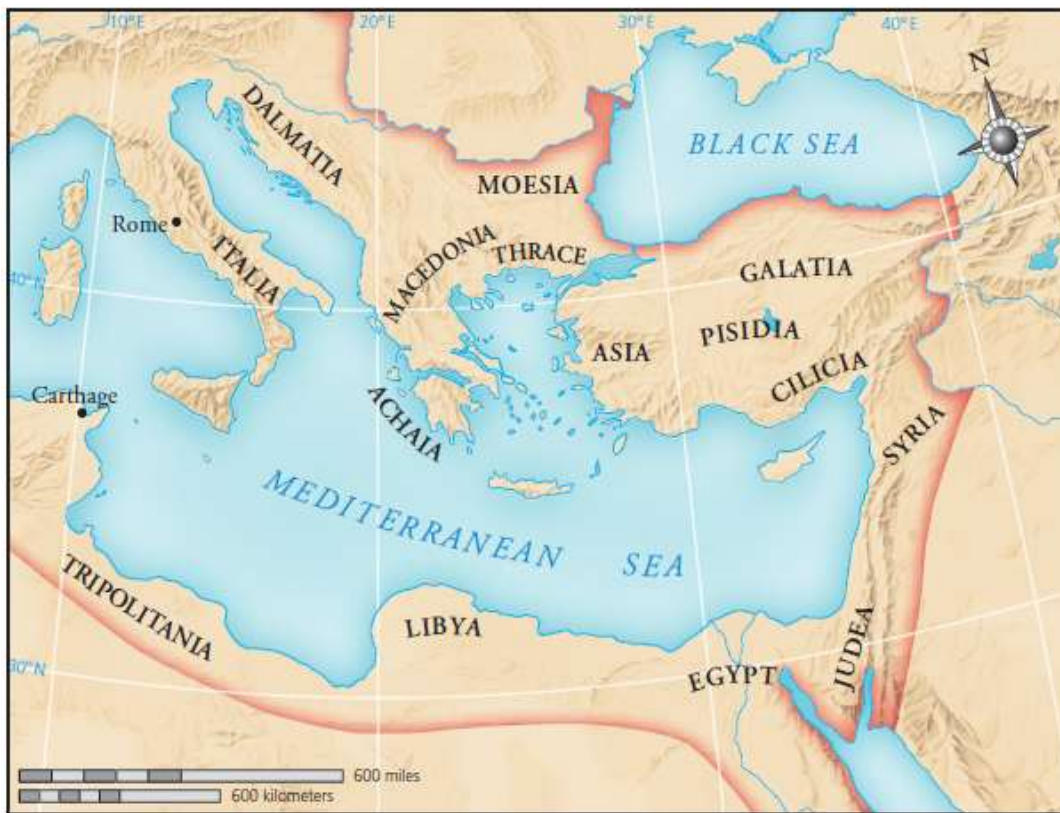 10°E
20°E
30°E
40°E
N
DALMATIA
BLACK SEA
MOESIA
Rome
ITALIA
MACEDONIA
THRACE
GALATIA
40°N
ASIA
PISIDIA
CILICIA
Carthage
ACHAIA
SYRIA
MEDITERRANEAN SEA
TRIPOLITANIA
LIBYA
JUDEA
EGYPT
30°N
600 miles
600 kilometers